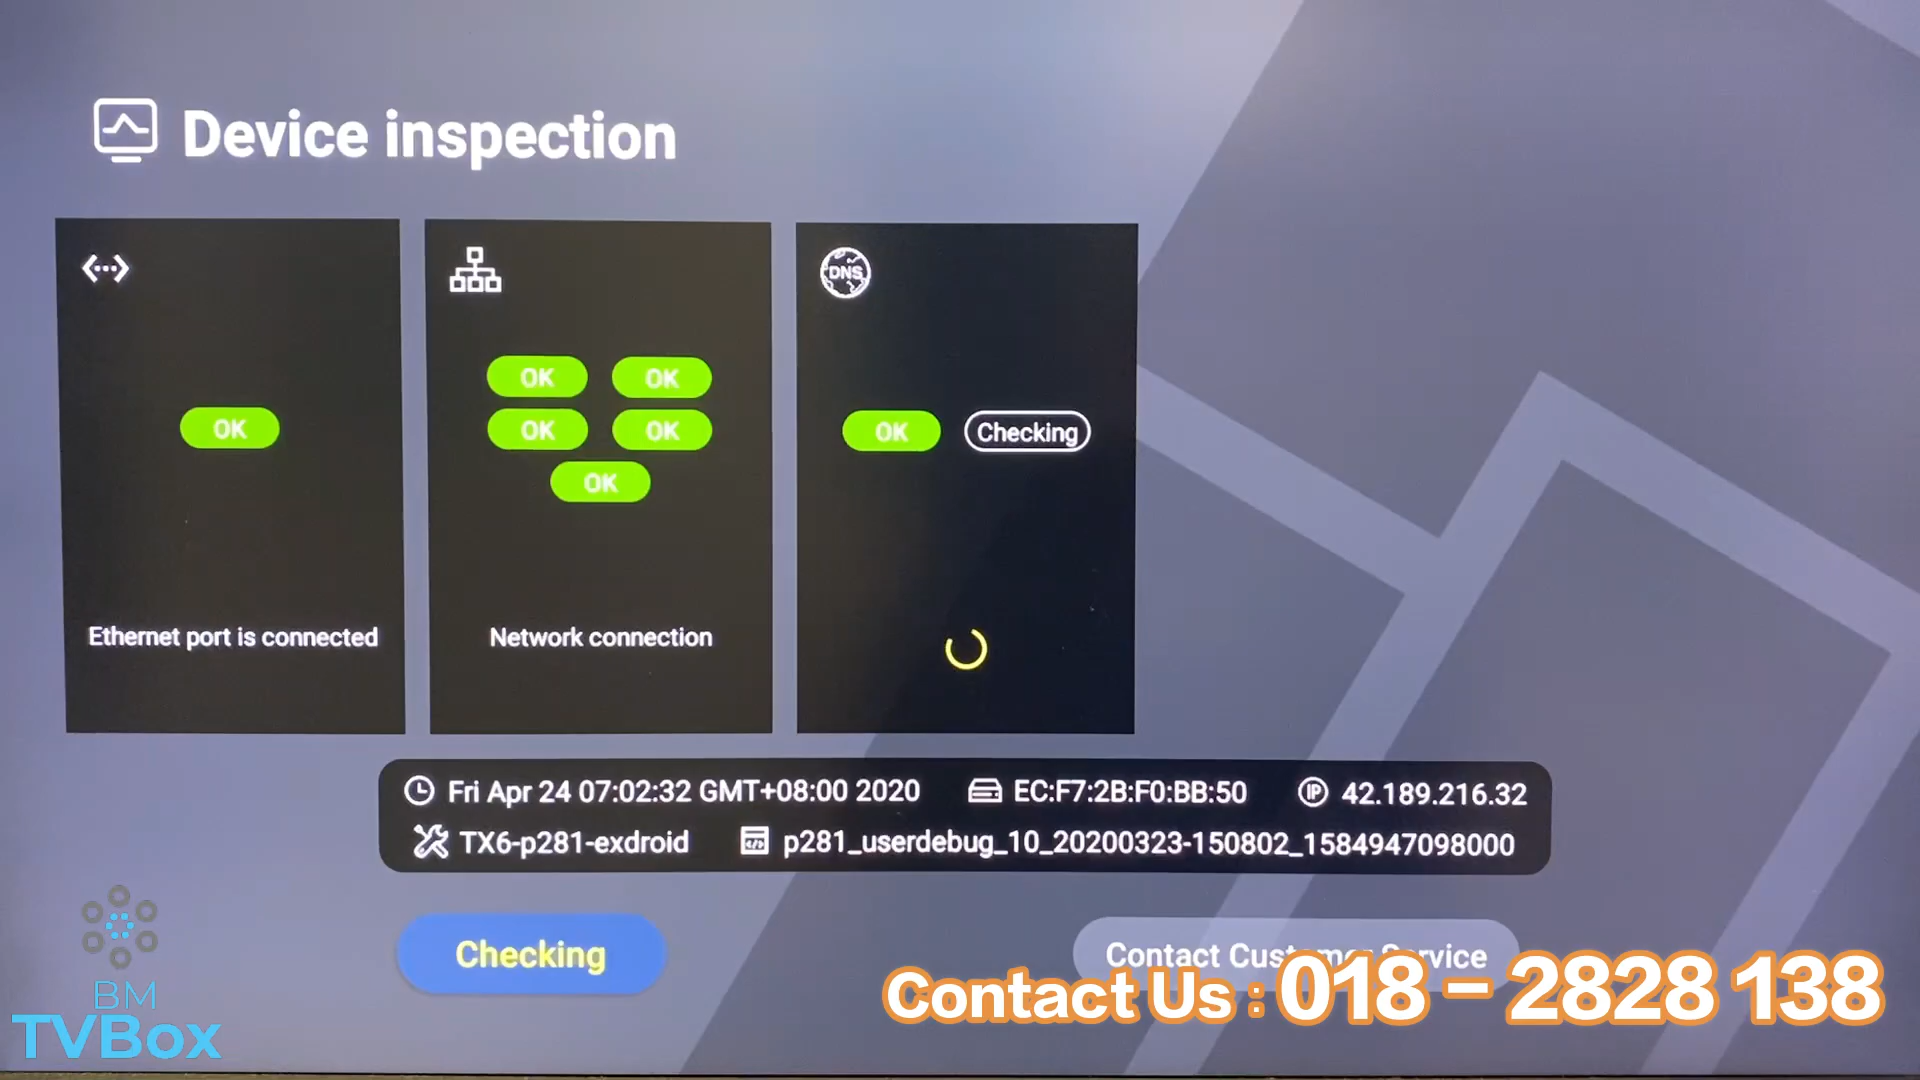 Device inspection
DNS
OK
OK
OK
OK
OK
OK
OK
Checking
Ethernet port is connected
Network connection
Fri Apr 24 07:02:32 GMT+08:00 2020
EC:F7:2B:F0:BB:50
IP
42.189.216.32
TX6-p281-exdroid
p281_userdebug_10_20200323-150802_1584947098000
Checking
Contact Customer Service
Contact Us : 018 - 2828 138
BM
TVBox